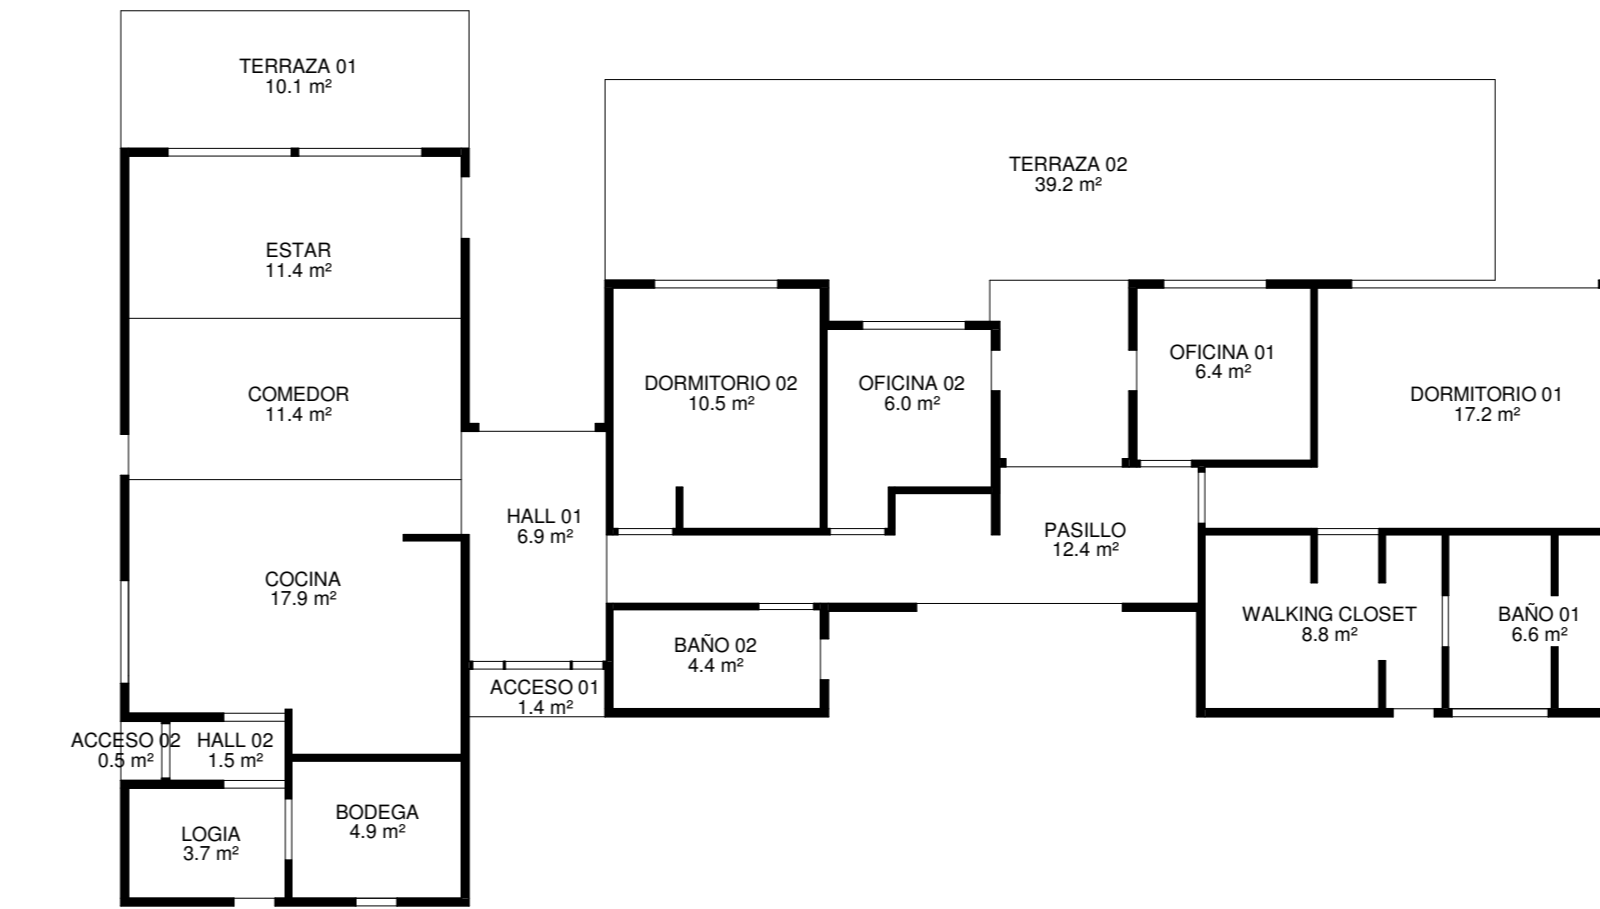 TERRAZA 01
10.1 m²
TERRAZA 02
39.2 m²
ESTAR
11.4 m²
COMEDOR
11.4 m²
DORMITORIO 02
10.5 m²
OFICINA 02
6.0 m²
OFICINA 01
6.4 m²
DORMITORIO 01
17.2 m²
HALL 01
6.9 m²
PASILLO
12.4 m²
COCINA
17.9 m²
BAÑO 02
4.4 m²
WALKING CLOSET
8.8 m²
BAÑO 01
6.6 m²
ACCESO 01
1.4 m²
ACCESO 02
0.5 m²
HALL 02
1.5 m²
LOGIA
3.7 m²
BODEGA
4.9 m²